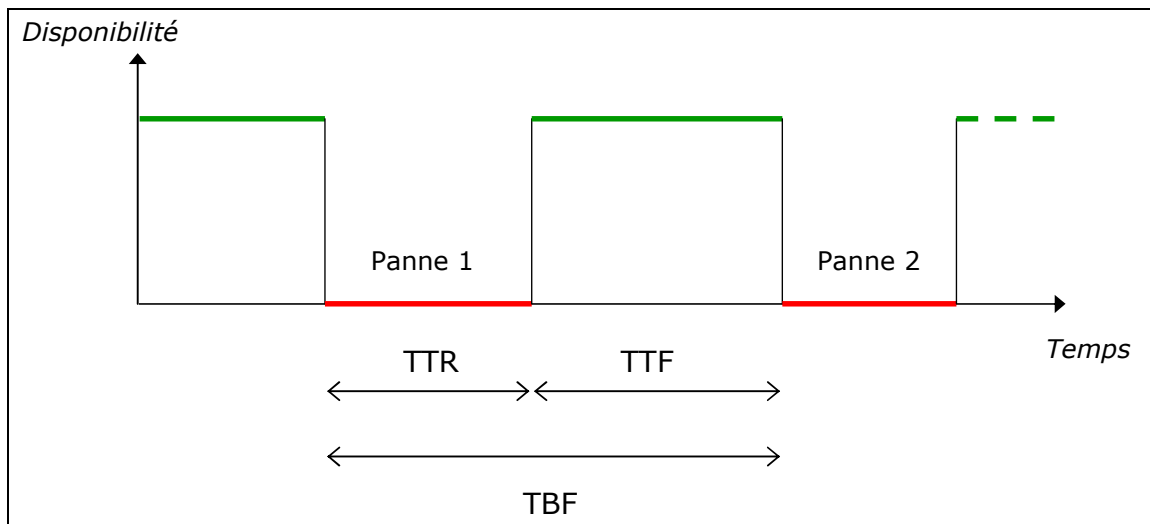 Disponibilité
Panne 1
Panne 2
Temps
TTR
TTF
TBF